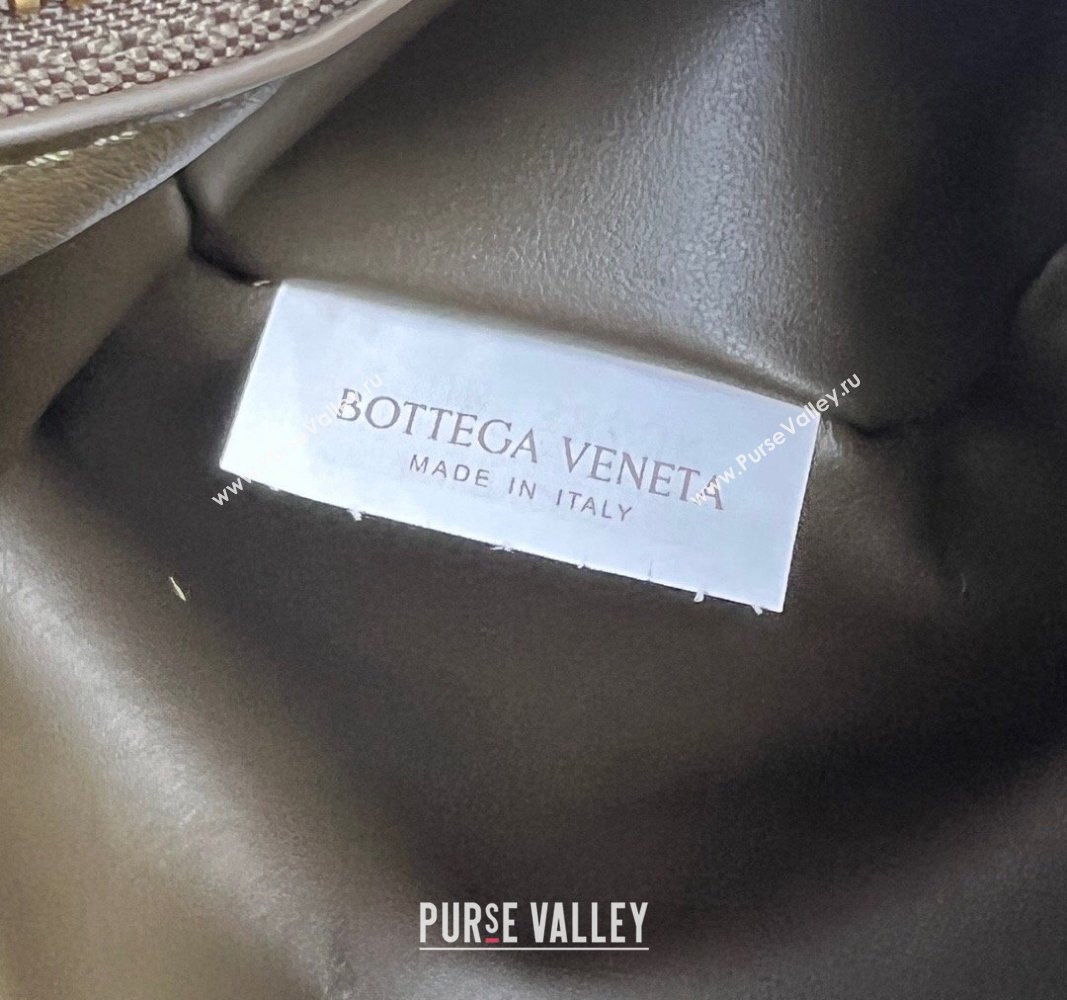 BOTTEGA VENETA
MADE IN ITALY
www.PurseValley.ru
www.PurseValley.ru
PURSE VALLEY